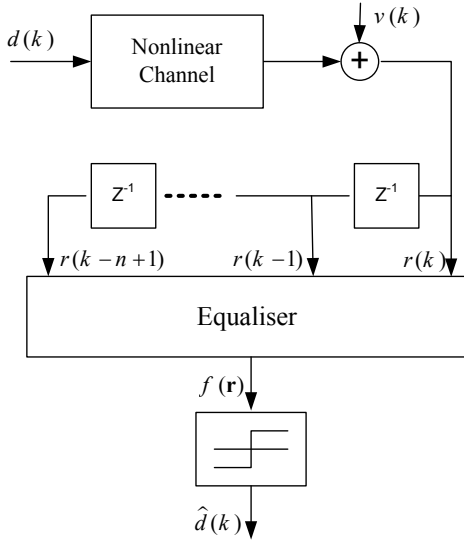 v(k)
d(k)
Nonlinear
Channel
+
Z⁻¹
Z⁻¹
r(k−n+1)
r(k−1)
r(k)
Equaliser
f(𝐫)
d̂(k)